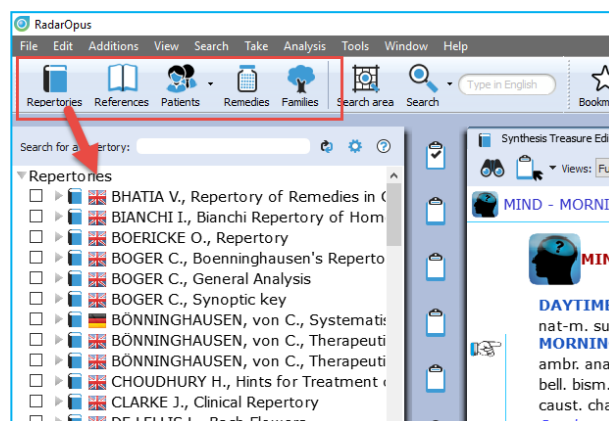 RadarOpus
File Edit Additions View Search Take Analysis Tools Window Help
Repertories References Patients Remedies Families Search area Search Type in English
Search for a ertory:
Synthesis Treasure Edi
Views: Fu
Repertories
MIND - MORNI
BHATIA V., Repertory of Remedies in
BIANCHI I., Bianchi Repertory of Hom
BOERICKE O., Repertory
BOGER C., Boenninghausen's Reperto
BOGER C., General Analysis
BOGER C., Synoptic key
BÖNNINGHAUSEN, von C., Systematis
BÖNNINGHAUSEN, von C., Therapeuti
BÖNNINGHAUSEN, von C., Therapeuti
CHOUDHURY H., Hints for Treatment
CLARKE J., Clinical Repertory
MIN
DAYTIME
nat-m. su
MORNIN
ambr. ana
bell. bism.
caust. cha